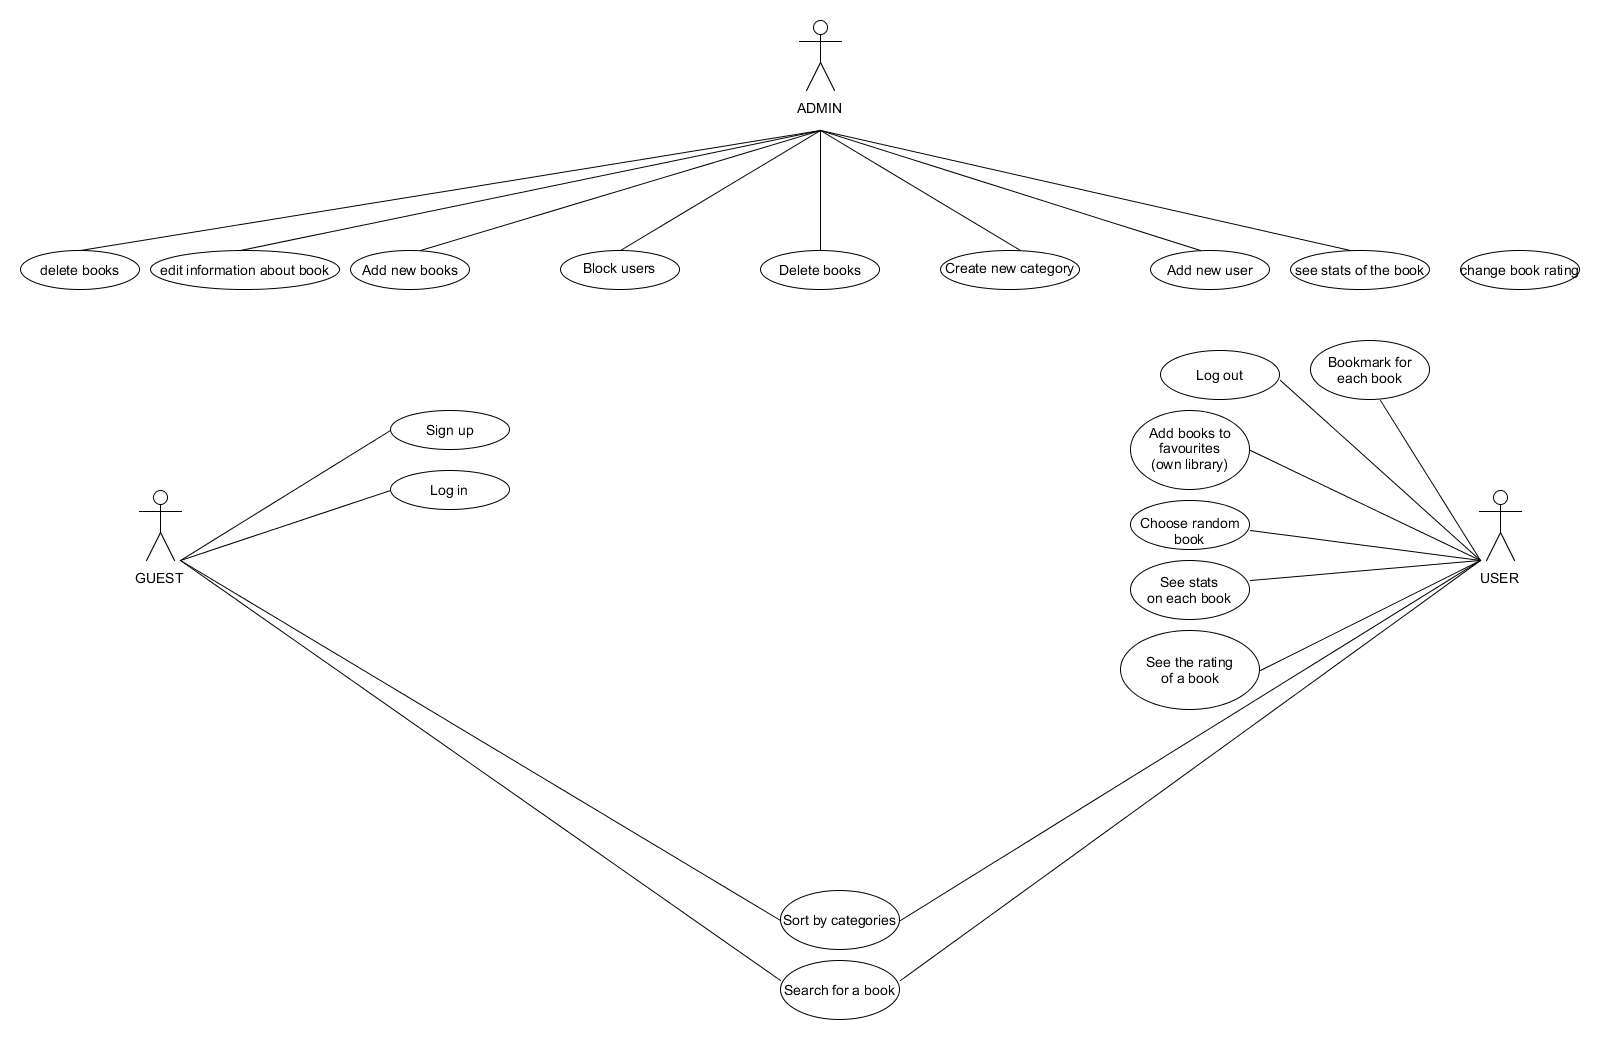 ADMIN
delete books
edit information about book
Add new books
Block users
Delete books
Create new category
Add new user
see stats of the book
change book rating
Log out
Bookmark for
each book
Sign up
Add books to
favourites
(own library)
Log in
Choose random
book
GUEST
USER
See stats
on each book
See the rating
of a book
Sort by categories
Search for a book